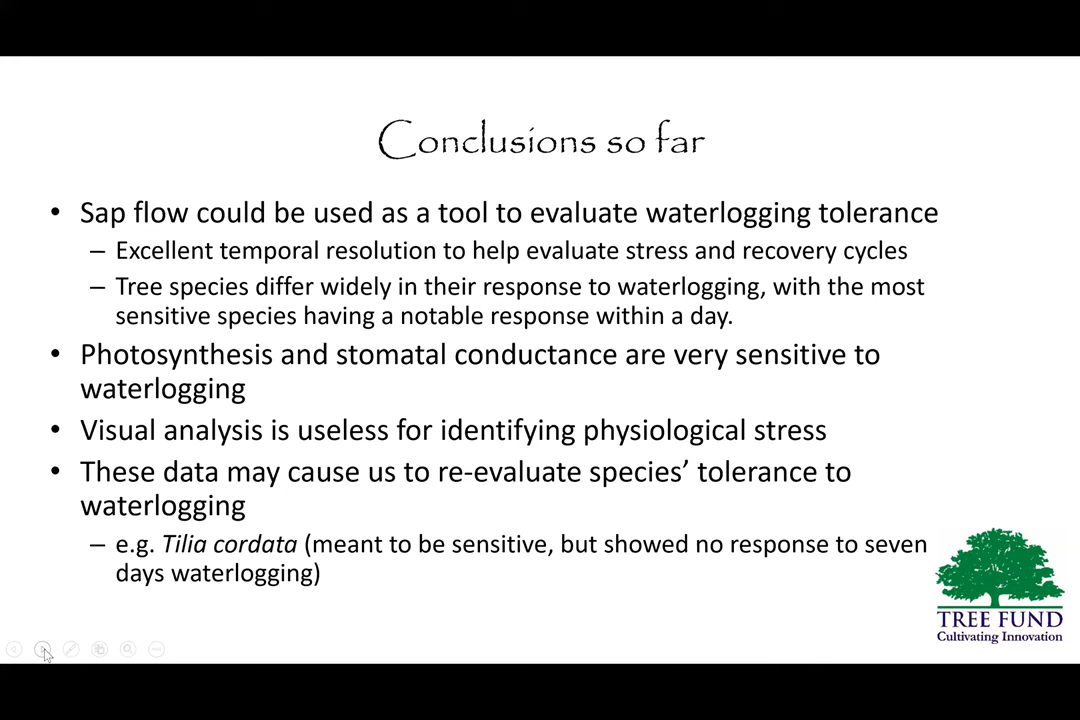 Conclusions so far
• Sap flow could be used as a tool to evaluate waterlogging tolerance
– Excellent temporal resolution to help evaluate stress and recovery cycles
– Tree species differ widely in their response to waterlogging, with the most
sensitive species having a notable response within a day.
• Photosynthesis and stomatal conductance are very sensitive to
waterlogging
• Visual analysis is useless for identifying physiological stress
• These data may cause us to re-evaluate species’ tolerance to
waterlogging
– e.g. Tilia cordata (meant to be sensitive, but showed no response to seven
days waterlogging)
TREE FUND
Cultivating Innovation